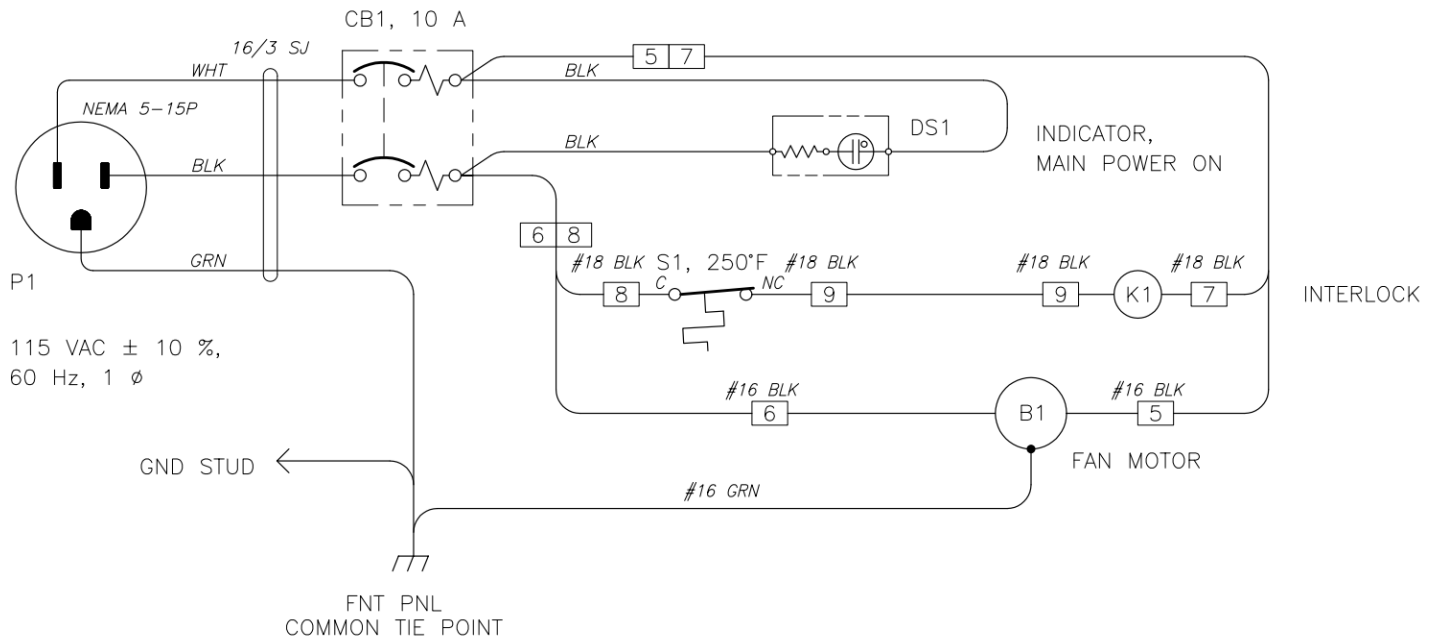 CB1, 10 A
16/3 SJ
WHT
BLK
5 7
NEMA 5-15P
BLK
DS1
INDICATOR,
MAIN POWER ON
BLK
6 8
#18 BLK
S1, 250°F
#18 BLK
#18 BLK
#18 BLK
GRN
C
NC
P1
8
9
9
K1
7
INTERLOCK
115 VAC ± 10 %,
60 Hz, 1 ø
#16 BLK
#16 BLK
6
B1
5
GND STUD
FAN MOTOR
#16 GRN
FNT PNL
COMMON TIE POINT